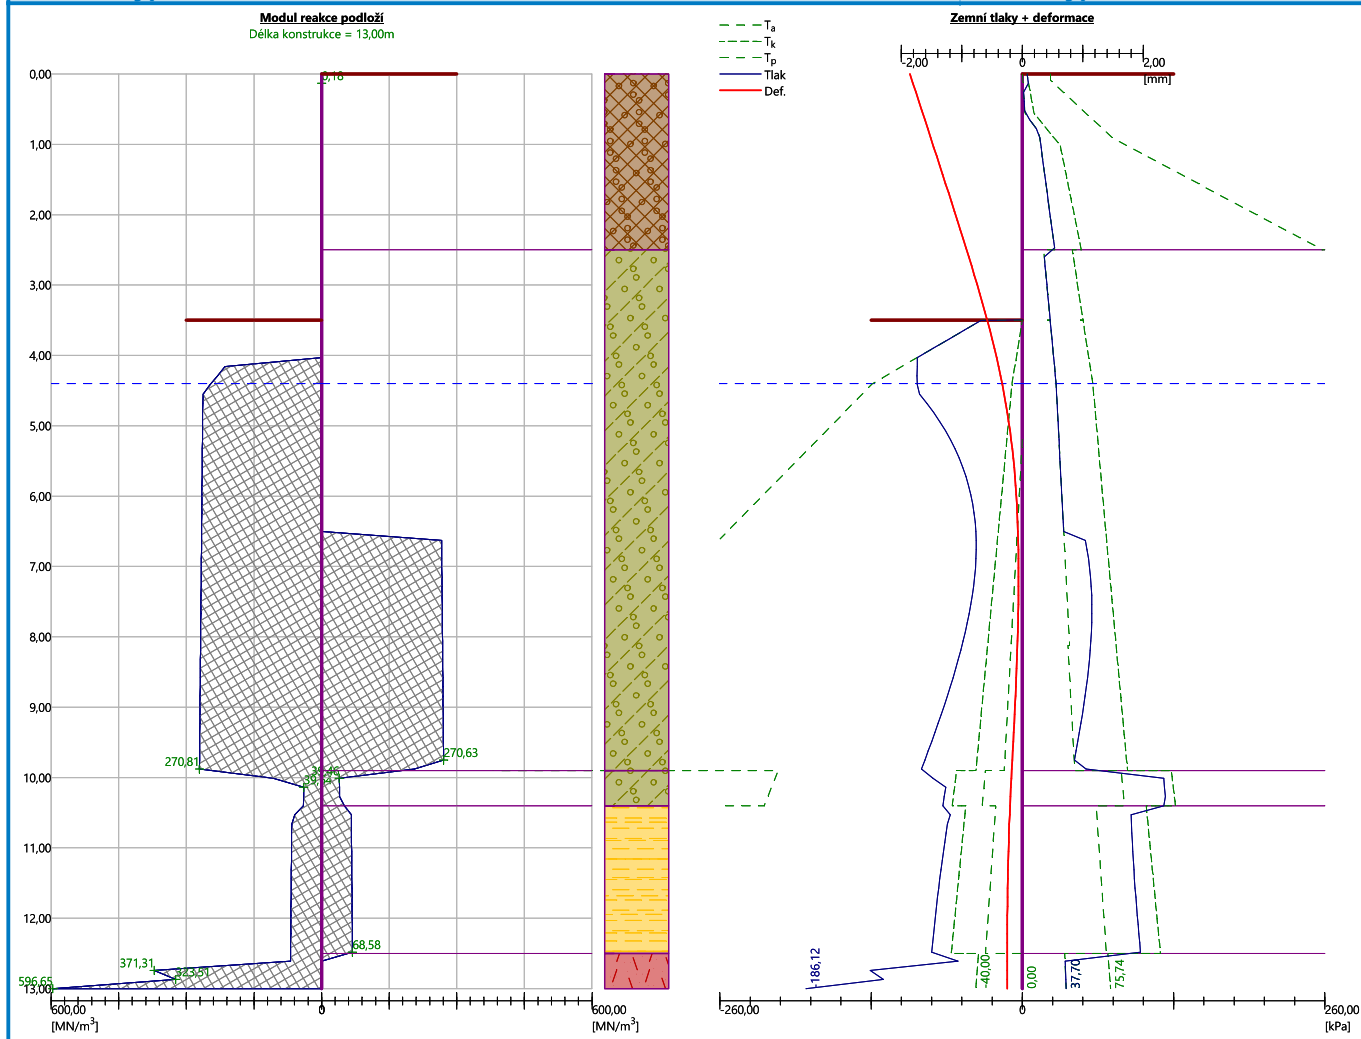 Modul reakce podloží
Délka konstrukce = 13,00m
0,18
0,00
1,00
2,00
3,00
4,00
5,00
6,00
7,00
8,00
9,00
10,00
11,00
12,00
13,00
270,81
270,63
371,31
323,51
596,65
68,58
600,00
[MN/m³]
0
600,00
[MN/m³]
Zemní tlaky + deformace
Ta
Tk
Tp
Tlak
Def.
-2,00
0
2,00
[mm]
-186,12
-40,00
0,00
37,70
75,74
-260,00
0
260,00
[kPa]